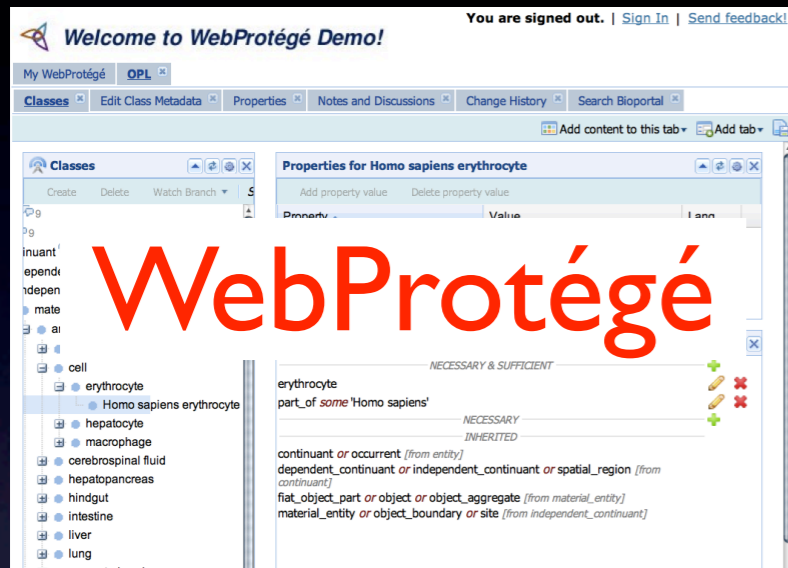 You are signed out. | Sign In | Send feedback!
Welcome to WebProtégé Demo!
My WebProtégé OPL
Classes Edit Class Metadata Properties Notes and Discussions Change History Search Bioportal
Add content to this tab Add tab
Classes
Properties for Homo sapiens erythrocyte
Create Delete Watch Branch
Add property value Delete property value
9
Property Value Lang
9
WebProtégé
cell
erythrocyte
Homo sapiens erythrocyte
hepatocyte
macrophage
cerebrospinal fluid
hepatopancreas
hindgut
intestine
liver
lung
NECESSARY & SUFFICIENT
erythrocyte
part_of some 'Homo sapiens'
NECESSARY
INHERITED
continuant or occurrent [from entity]
dependent_continuant or independent_continuant or spatial_region [from
continuant]
fiat_object_part or object or object_aggregate [from material_entity]
material_entity or object_boundary or site [from independent_continuant]